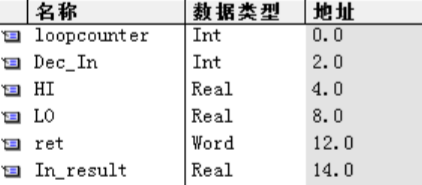 名称 数据类型 地址
loopcounter Int 0.0
Dec_In Int 2.0
HI Real 4.0
LO Real 8.0
ret Word 12.0
In_result Real 14.0